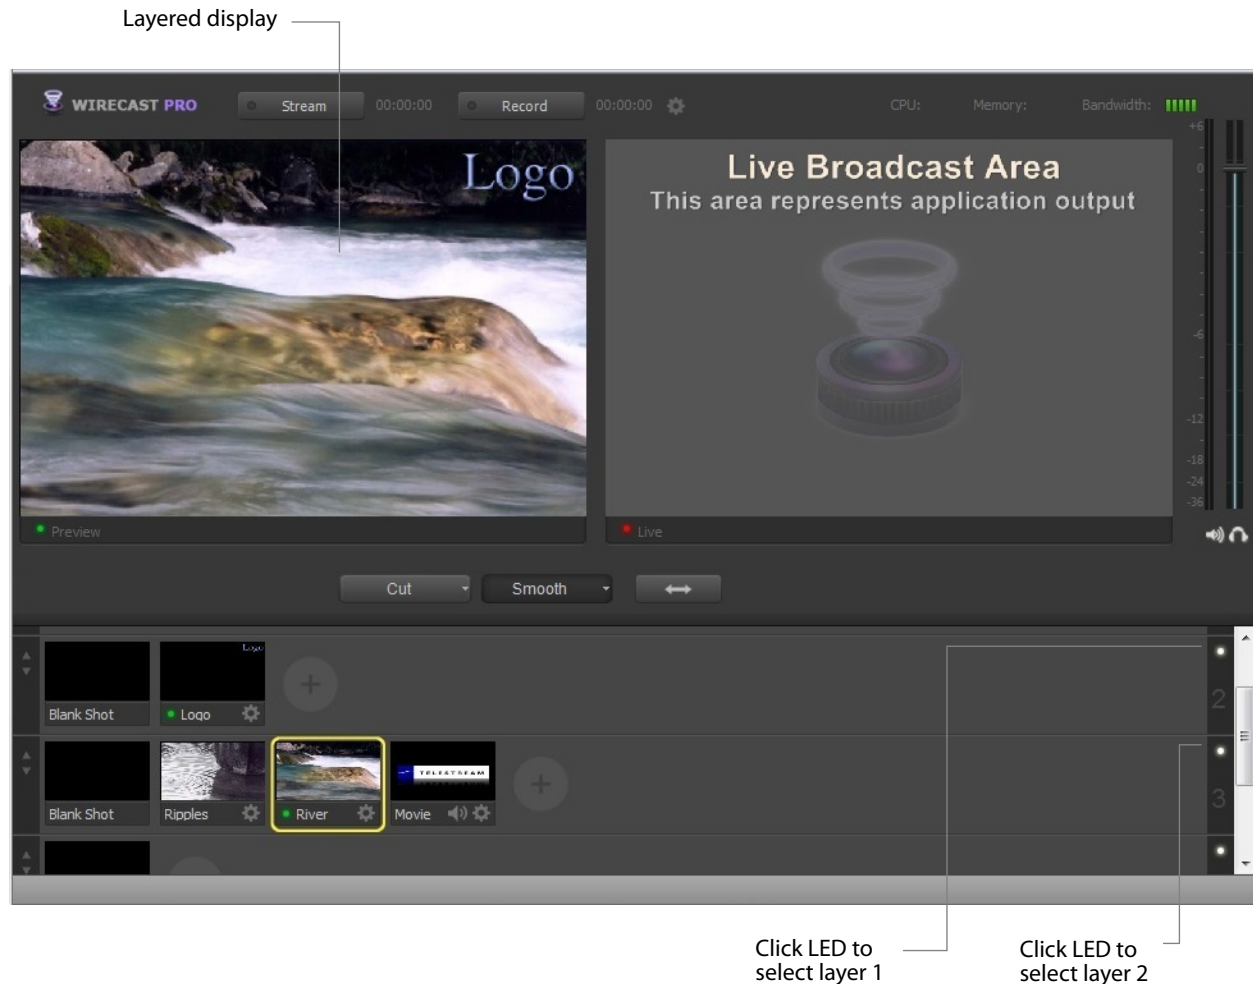 Layered display
WIRECAST PRO
Stream
00:00:00
Record
00:00:00
CPU:
Memory:
Bandwidth:
Logo
Live Broadcast Area
This area represents application output
+6
0
-6
-12
-18
-24
-36
Preview
Live
Cut
Smooth
Logo
Blank Shot
Logo
2
Blank Shot
Ripples
River
TELESTREAM
Movie
3
Click LED to
select layer 1
Click LED to
select layer 2